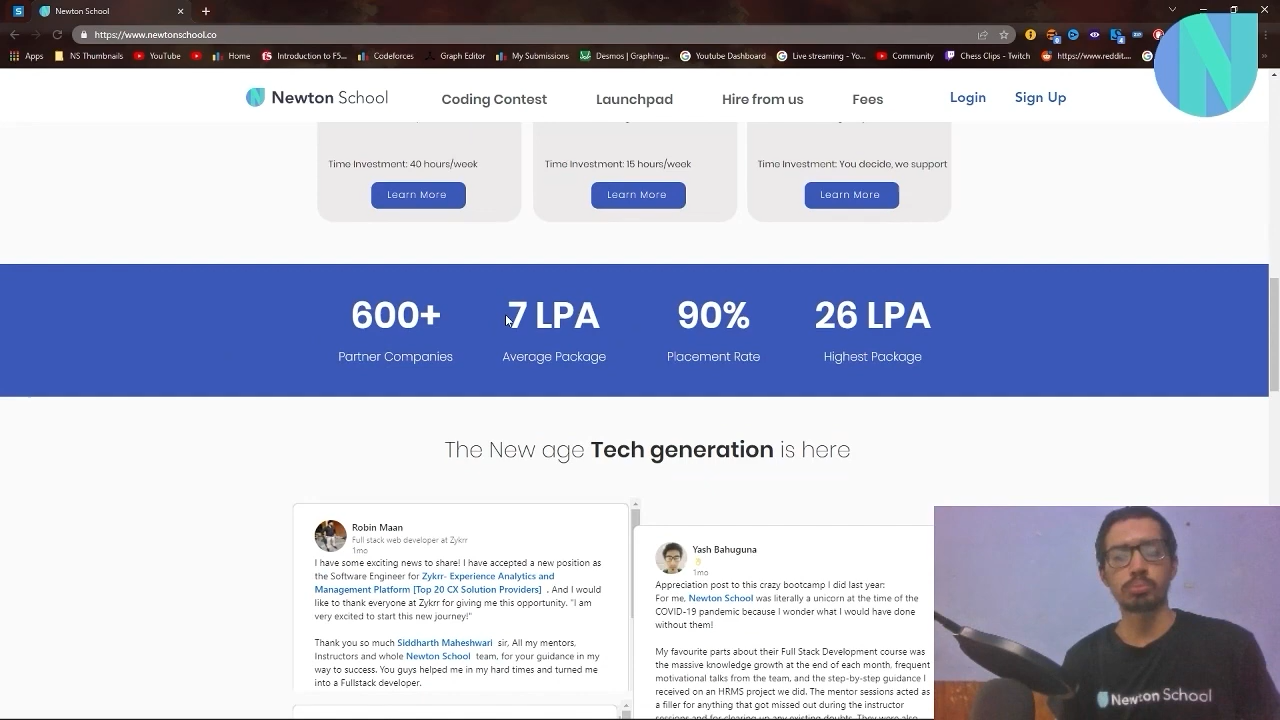 Newton School
https://www.newtonschool.co
Apps
NS Thumbnails
YouTube
Home
Introduction to F5...
Codeforces
Graph Editor
My Submissions
Desmos | Graphing...
Youtube Dashboard
Live streaming - Yo...
Community
Chess Clips - Twitch
https://www.reddit....
Newton School
Coding Contest
Launchpad
Hire from us
Fees
Login
Sign Up
Time Investment: 40 hours/week
Time Investment: 15 hours/week
Time Investment: You decide, we support
Learn More
Learn More
Learn More
600+
7 LPA
90%
26 LPA
Partner Companies
Average Package
Placement Rate
Highest Package
The New age Tech generation is here
Robin Maan
Full stack web developer at Zykrr
1mo
I have some exciting news to share! I have accepted a new position as
the Software Engineer for Zykrr- Experience Analytics and
Management Platform [Top 20 CX Solution Providers] . And I would
like to thank everyone at Zykrr for giving me this opportunity. "I am
very excited to start this new journey!"
Thank you so much Siddharth Maheshwari sir, All my mentors,
Instructors and whole Newton School team, for your guidance in my
way to success. You guys helped me in my hard times and turned me
into a Fullstack developer.
Yash Bahuguna
1mo
Appreciation post to this crazy bootcamp I did last year:
For me, Newton School was literally a unicorn at the time of the
COVID-19 pandemic because I wonder what I would have done
without them!
My favourite parts about their Full Stack Development course was
the massive knowledge growth at the end of each month, frequent
motivational talks from the team, and the step-by-step guidance I
received on an HRMS project we did. The mentor sessions acted as
a filler for anything that got missed out during the instructor
sessions and for clearing up any existing doubts. They were also
Newton School